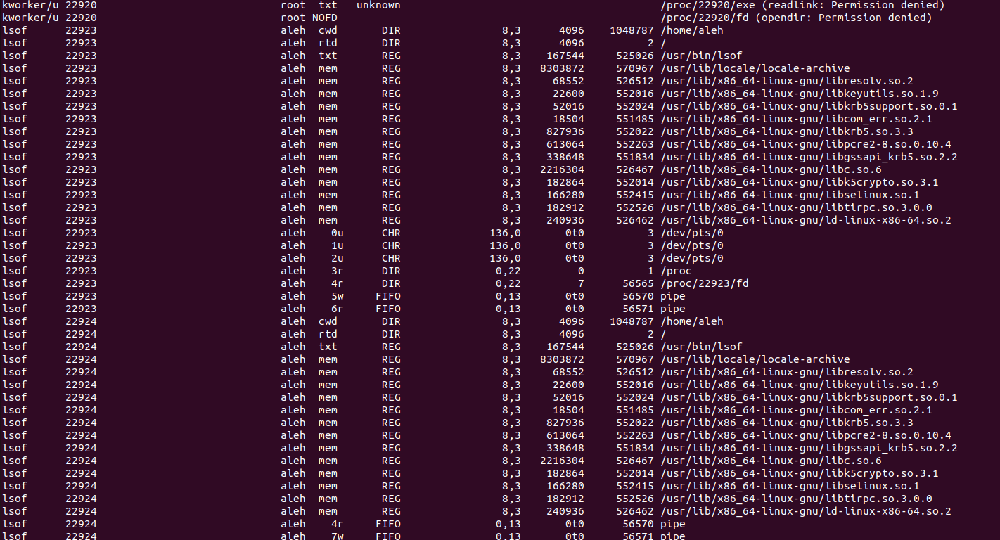 kworker/u 22920 root txt unknown /proc/22920/exe (readlink: Permission denied)
kworker/u 22920 root NOFD /proc/22920/fd (opendir: Permission denied)
lsof 22923 aleh cwd DIR 8,3 4096 1048787 /home/aleh
lsof 22923 aleh rtd DIR 8,3 4096 2 /
lsof 22923 aleh txt REG 8,3 167544 525026 /usr/bin/lsof
lsof 22923 aleh mem REG 8,3 8303872 570967 /usr/lib/locale/locale-archive
lsof 22923 aleh mem REG 8,3 68552 526512 /usr/lib/x86_64-linux-gnu/libresolv.so.2
lsof 22923 aleh mem REG 8,3 22600 552016 /usr/lib/x86_64-linux-gnu/libkeyutils.so.1.9
lsof 22923 aleh mem REG 8,3 52016 552024 /usr/lib/x86_64-linux-gnu/libkrb5support.so.0.1
lsof 22923 aleh mem REG 8,3 18504 551485 /usr/lib/x86_64-linux-gnu/libcom_err.so.2.1
lsof 22923 aleh mem REG 8,3 827936 552022 /usr/lib/x86_64-linux-gnu/libkrb5.so.3.3
lsof 22923 aleh mem REG 8,3 613064 552263 /usr/lib/x86_64-linux-gnu/libpcre2-8.so.0.10.4
lsof 22923 aleh mem REG 8,3 338648 551834 /usr/lib/x86_64-linux-gnu/libgssapi_krb5.so.2.2
lsof 22923 aleh mem REG 8,3 2216304 526467 /usr/lib/x86_64-linux-gnu/libc.so.6
lsof 22923 aleh mem REG 8,3 182864 552014 /usr/lib/x86_64-linux-gnu/libk5crypto.so.3.1
lsof 22923 aleh mem REG 8,3 166280 552415 /usr/lib/x86_64-linux-gnu/libselinux.so.1
lsof 22923 aleh mem REG 8,3 182912 552526 /usr/lib/x86_64-linux-gnu/libtirpc.so.3.0.0
lsof 22923 aleh mem REG 8,3 240936 526462 /usr/lib/x86_64-linux-gnu/ld-linux-x86-64.so.2
lsof 22923 aleh 0u CHR 136,0 0t0 3 /dev/pts/0
lsof 22923 aleh 1u CHR 136,0 0t0 3 /dev/pts/0
lsof 22923 aleh 2u CHR 136,0 0t0 3 /dev/pts/0
lsof 22923 aleh 3r DIR 0,22 0 1 /proc
lsof 22923 aleh 4r DIR 0,22 7 56565 /proc/22923/fd
lsof 22923 aleh 5w FIFO 0,13 0t0 56570 pipe
lsof 22923 aleh 6r FIFO 0,13 0t0 56571 pipe
lsof 22924 aleh cwd DIR 8,3 4096 1048787 /home/aleh
lsof 22924 aleh rtd DIR 8,3 4096 2 /
lsof 22924 aleh txt REG 8,3 167544 525026 /usr/bin/lsof
lsof 22924 aleh mem REG 8,3 8303872 570967 /usr/lib/locale/locale-archive
lsof 22924 aleh mem REG 8,3 68552 526512 /usr/lib/x86_64-linux-gnu/libresolv.so.2
lsof 22924 aleh mem REG 8,3 22600 552016 /usr/lib/x86_64-linux-gnu/libkeyutils.so.1.9
lsof 22924 aleh mem REG 8,3 52016 552024 /usr/lib/x86_64-linux-gnu/libkrb5support.so.0.1
lsof 22924 aleh mem REG 8,3 18504 551485 /usr/lib/x86_64-linux-gnu/libcom_err.so.2.1
lsof 22924 aleh mem REG 8,3 827936 552022 /usr/lib/x86_64-linux-gnu/libkrb5.so.3.3
lsof 22924 aleh mem REG 8,3 613064 552263 /usr/lib/x86_64-linux-gnu/libpcre2-8.so.0.10.4
lsof 22924 aleh mem REG 8,3 338648 551834 /usr/lib/x86_64-linux-gnu/libgssapi_krb5.so.2.2
lsof 22924 aleh mem REG 8,3 2216304 526467 /usr/lib/x86_64-linux-gnu/libc.so.6
lsof 22924 aleh mem REG 8,3 182864 552014 /usr/lib/x86_64-linux-gnu/libk5crypto.so.3.1
lsof 22924 aleh mem REG 8,3 166280 552415 /usr/lib/x86_64-linux-gnu/libselinux.so.1
lsof 22924 aleh mem REG 8,3 182912 552526 /usr/lib/x86_64-linux-gnu/libtirpc.so.3.0.0
lsof 22924 aleh mem REG 8,3 240936 526462 /usr/lib/x86_64-linux-gnu/ld-linux-x86-64.so.2
lsof 22924 aleh 4r FIFO 0,13 0t0 56570 pipe
lsof 22924 aleh 7w FIFO 0,13 0t0 56571 pipe